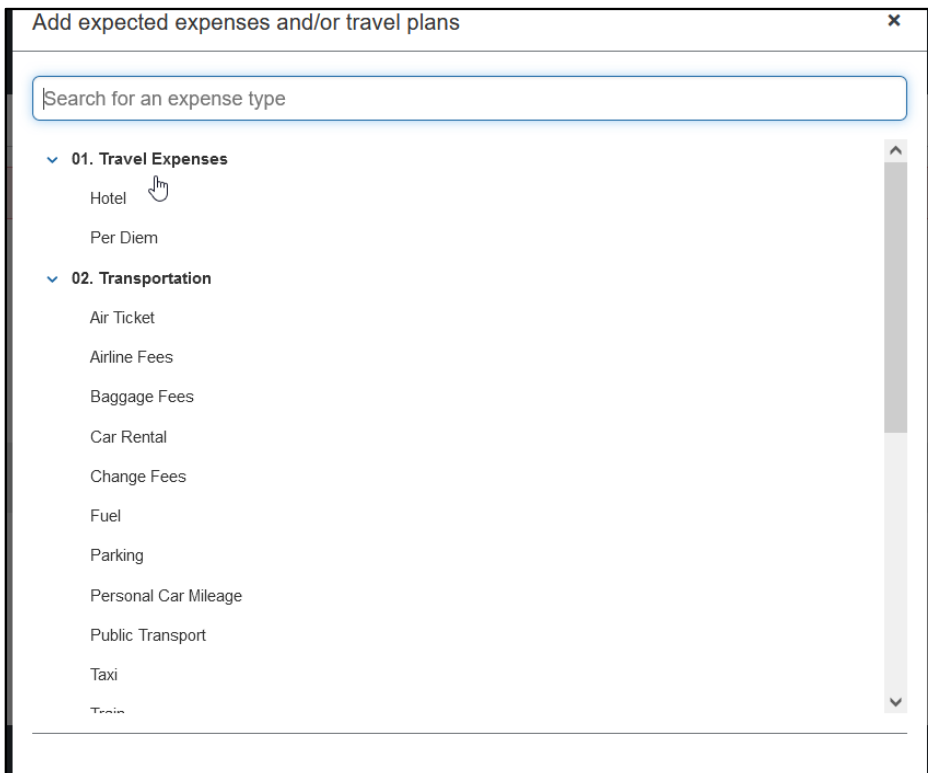 Add expected expenses and/or travel plans
Search for an expense type
01. Travel Expenses
Hotel
Per Diem
02. Transportation
Air Ticket
Airline Fees
Baggage Fees
Car Rental
Change Fees
Fuel
Parking
Personal Car Mileage
Public Transport
Taxi
Train